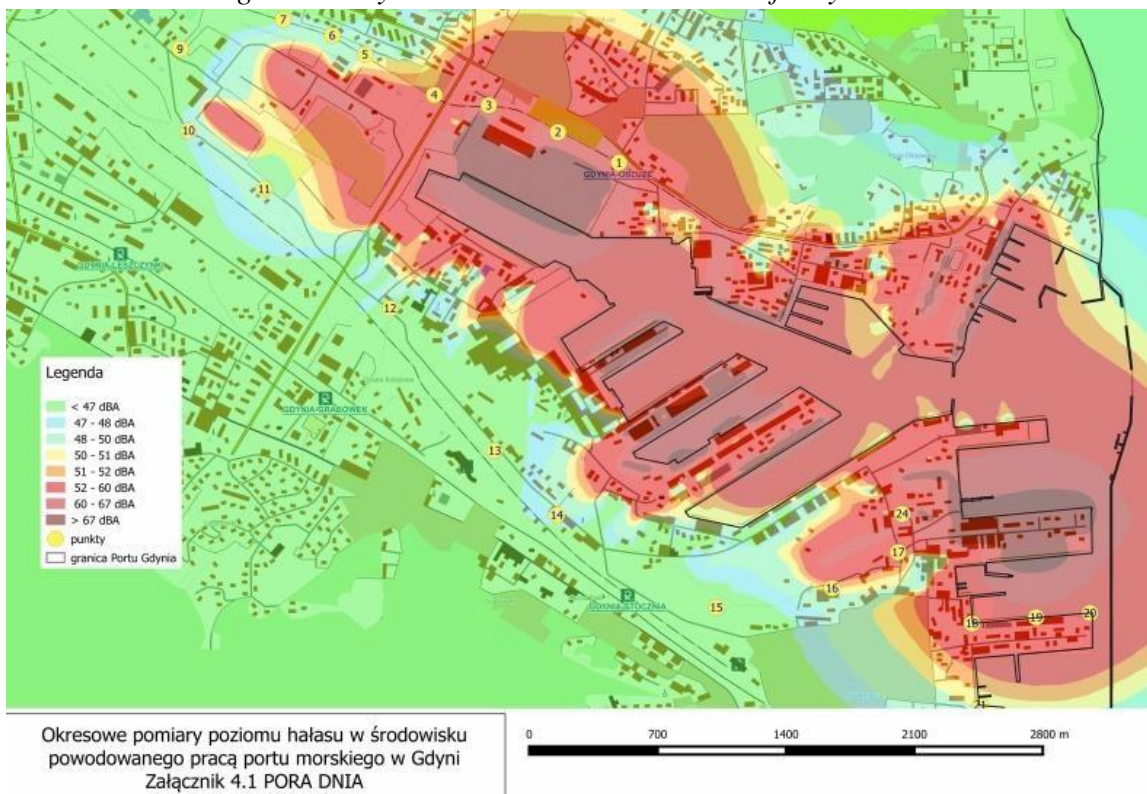 7
6
5
9
4
3
10
2
1
GDYNIA-OBŁUŻE
11
GDYNIA-LESZCZYNKI
12
Legenda
< 47 dBA
47 - 48 dBA
48 - 50 dBA
50 - 51 dBA
51 - 52 dBA
52 - 60 dBA
60 - 67 dBA
> 67 dBA
punkty
granica Portu Gdynia
GDYNIA-GRABÓWEK
13
14
24
17
16
GDYNIA-STOCZNIA
15
18
19
20
21
Okresowe pomiary poziomu hałasu w środowisku
powodowanego pracą portu morskiego w Gdyni
Załącznik 4.1 PORA DNIA
0 700 1400 2100 2800 m